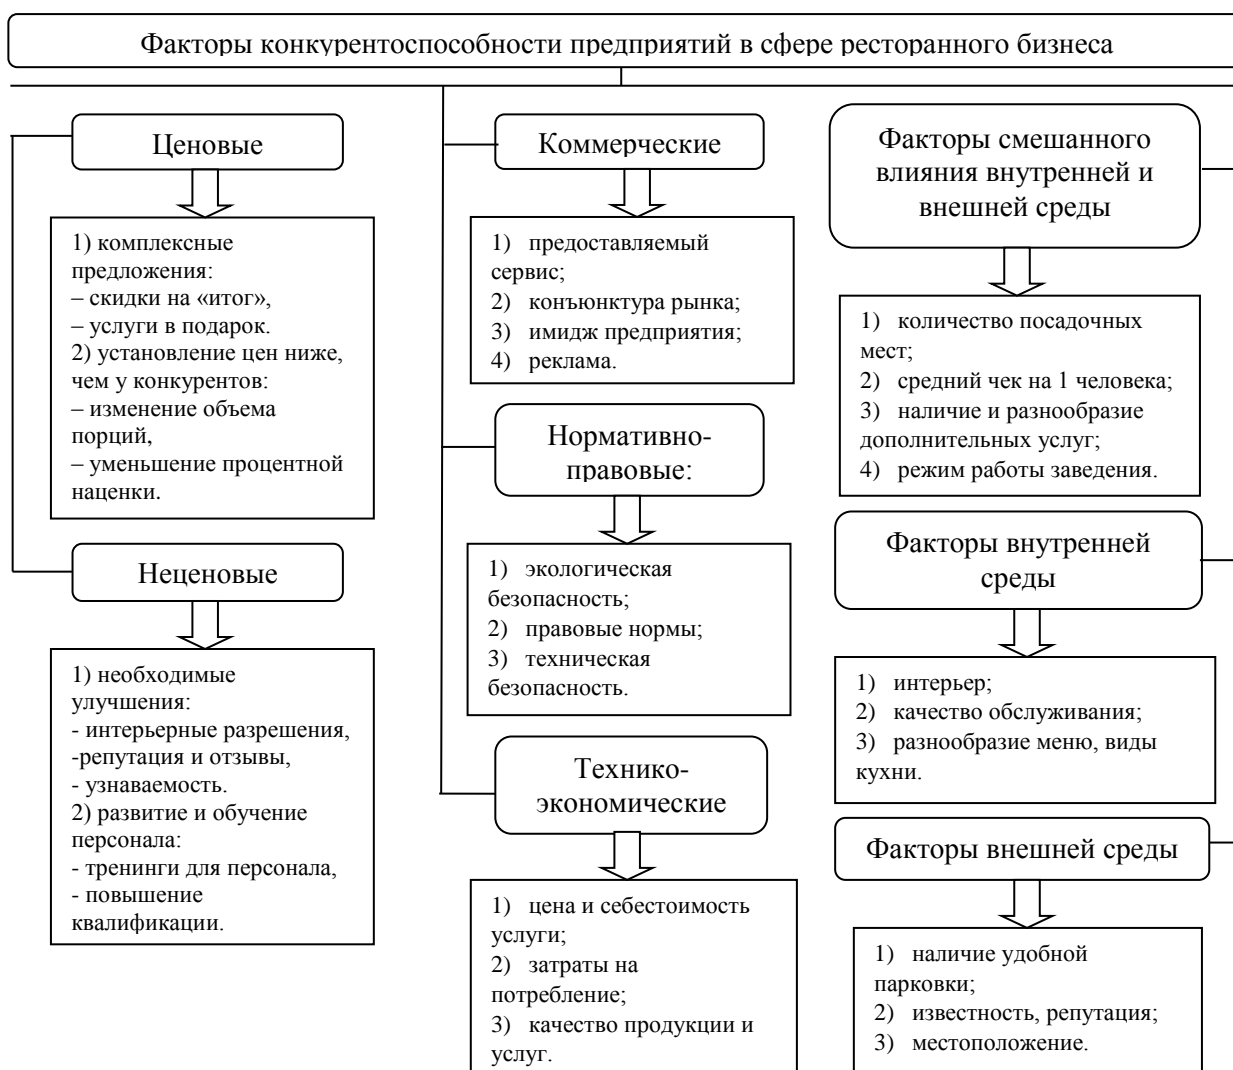 Факторы конкурентоспособности предприятий в сфере ресторанного бизнеса
Ценовые
1) комплексные
предложения:
– скидки на «итог»,
– услуги в подарок.
2) установление цен ниже,
чем у конкурентов:
– изменение объема
порций,
– уменьшение процентной
наценки.
Неценовые
1) необходимые
улучшения:
- интерьерные разрешения,
-репутация и отзывы,
- узнаваемость.
2) развитие и обучение
персонала:
- тренинги для персонала,
- повышение
квалификации.
Коммерческие
1) предоставляемый
сервис;
2) конъюнктура рынка;
3) имидж предприятия;
4) реклама.
Нормативно-
правовые:
1) экологическая
безопасность;
2) правовые нормы;
3) техническая
безопасность.
Технико-
экономические
1) цена и себестоимость
услуги;
2) затраты на
потребление;
3) качество продукции и
услуг.
Факторы смешанного
влияния внутренней и
внешней среды
1) количество посадочных
мест;
2) средний чек на 1 человека;
3) наличие и разнообразие
дополнительных услуг;
4) режим работы заведения.
Факторы внутренней
среды
1) интерьер;
2) качество обслуживания;
3) разнообразие меню, виды
кухни.
Факторы внешней среды
1) наличие удобной
парковки;
2) известность, репутация;
3) местоположение.